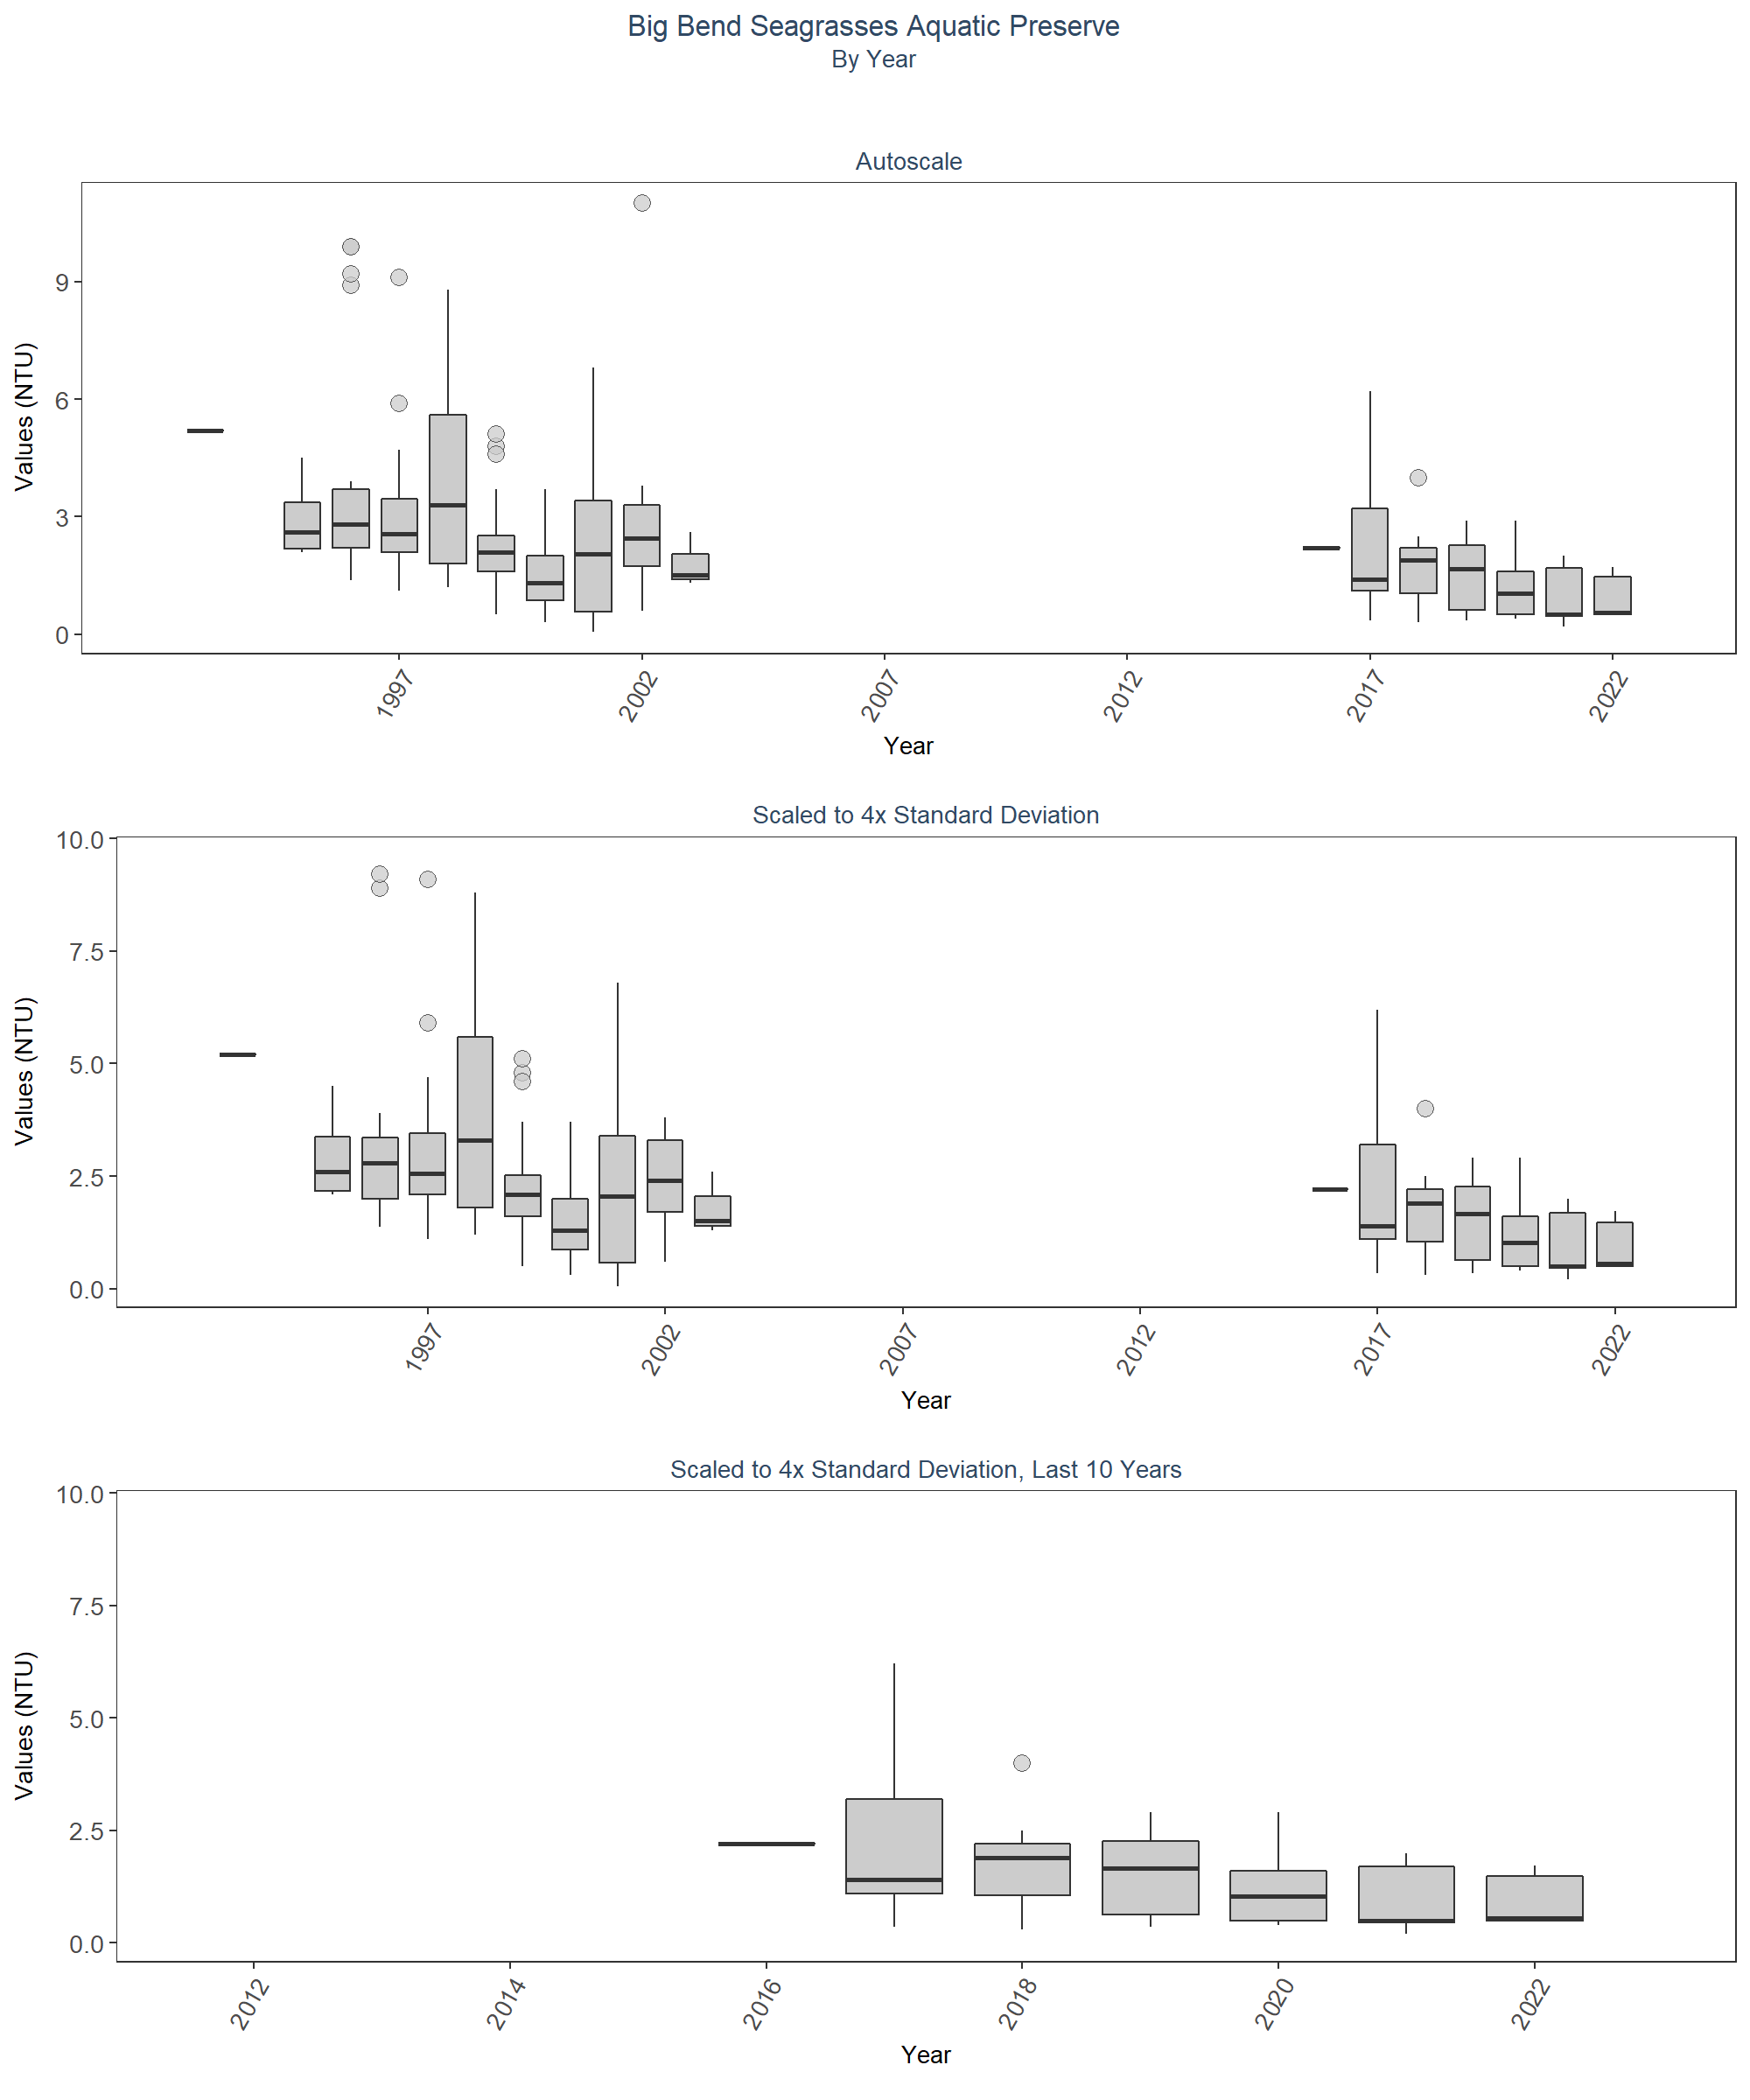 Big Bend Seagrasses Aquatic Preserve
By Year
Autoscale
Values (NTU)
9
6
3
0
1997
2002
2007
2012
2017
2022
Year
Scaled to 4x Standard Deviation
Values (NTU)
10.0
7.5
5.0
2.5
0.0
1997
2002
2007
2012
2017
2022
Year
Scaled to 4x Standard Deviation, Last 10 Years
Values (NTU)
10.0
7.5
5.0
2.5
0.0
2012
2014
2016
2018
2020
2022
Year